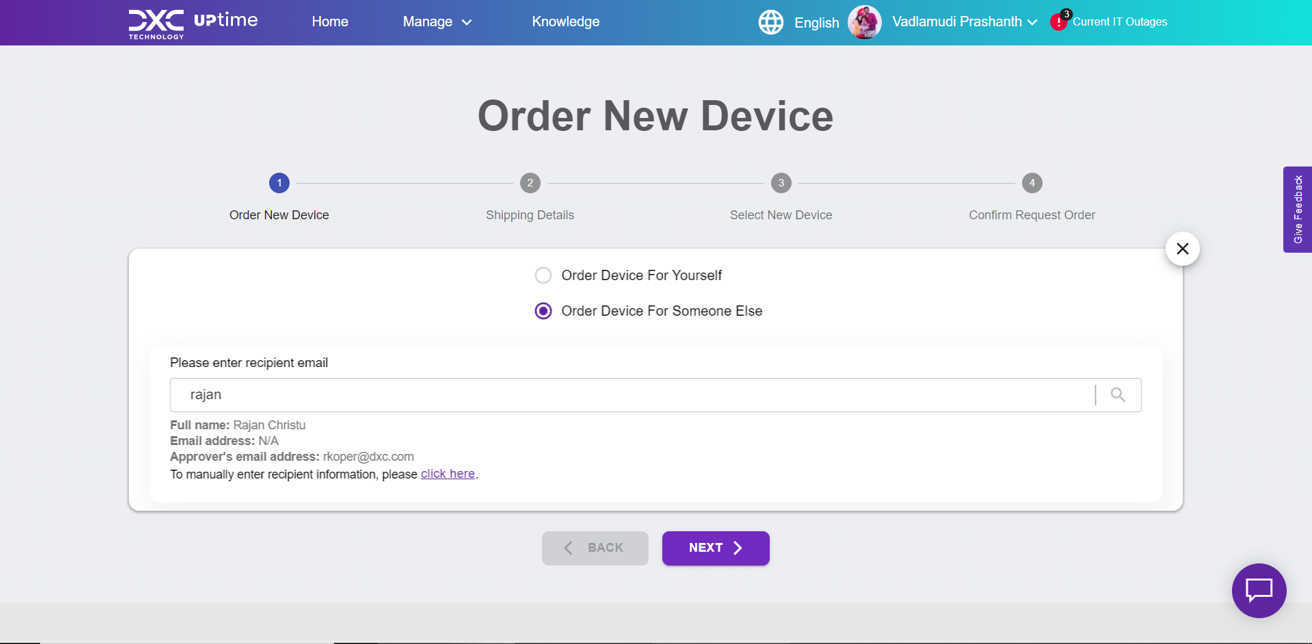 DXC TECHNOLOGY UPtime Home Manage Knowledge English Vadlamudi Prashanth ! 3 Current IT Outages
Order New Device
1 2 3 4
Order New Device Shipping Details Select New Device Confirm Request Order
Give Feedback
Order Device For Yourself
Order Device For Someone Else
Please enter recipient email
rajan
Full name: Rajan Christu
Email address: N/A
Approver's email address: rkoper@dxc.com
To manually enter recipient information, please click here.
BACK NEXT